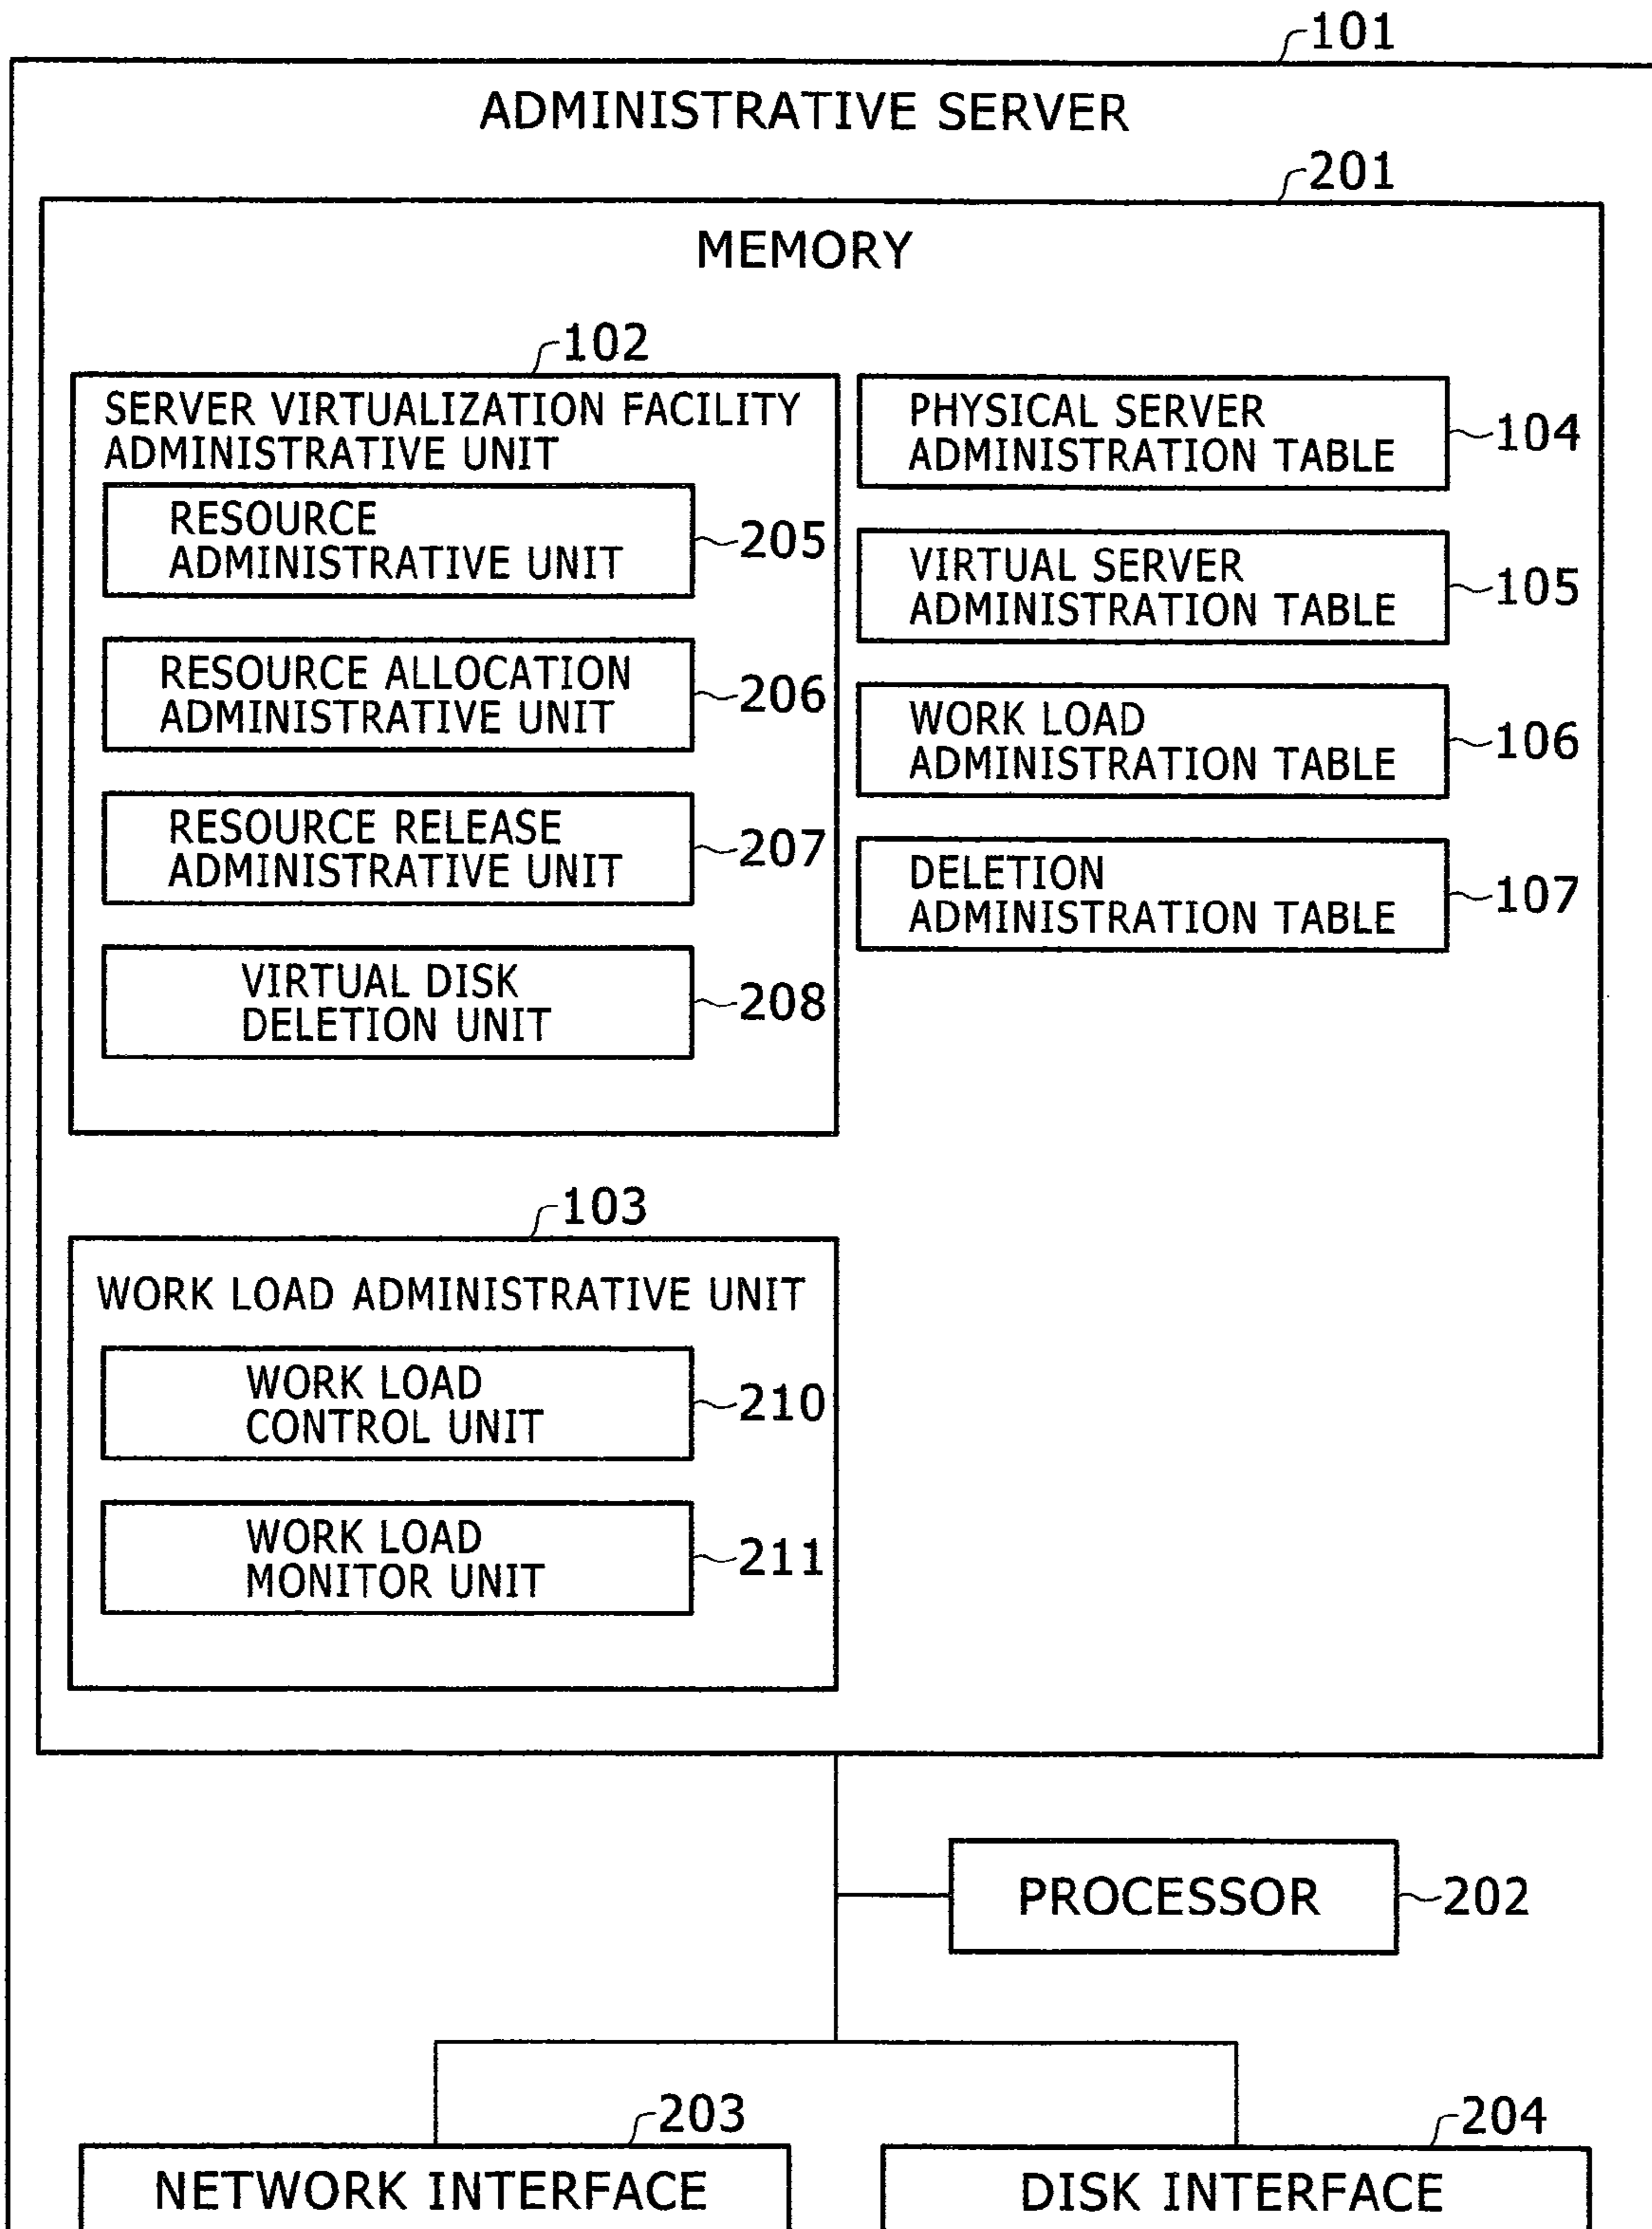 101
ADMINISTRATIVE SERVER
201
MEMORY
102
SERVER VIRTUALIZATION FACILITY
ADMINISTRATIVE UNIT
RESOURCE
ADMINISTRATIVE UNIT
205
RESOURCE ALLOCATION
ADMINISTRATIVE UNIT
206
RESOURCE RELEASE
ADMINISTRATIVE UNIT
207
VIRTUAL DISK
DELETION UNIT
208
PHYSICAL SERVER
ADMINISTRATION TABLE
104
VIRTUAL SERVER
ADMINISTRATION TABLE
105
WORK LOAD
ADMINISTRATION TABLE
106
DELETION
ADMINISTRATION TABLE
107
103
WORK LOAD ADMINISTRATIVE UNIT
WORK LOAD
CONTROL UNIT
210
WORK LOAD
MONITOR UNIT
211
PROCESSOR
202
203
NETWORK INTERFACE
204
DISK INTERFACE